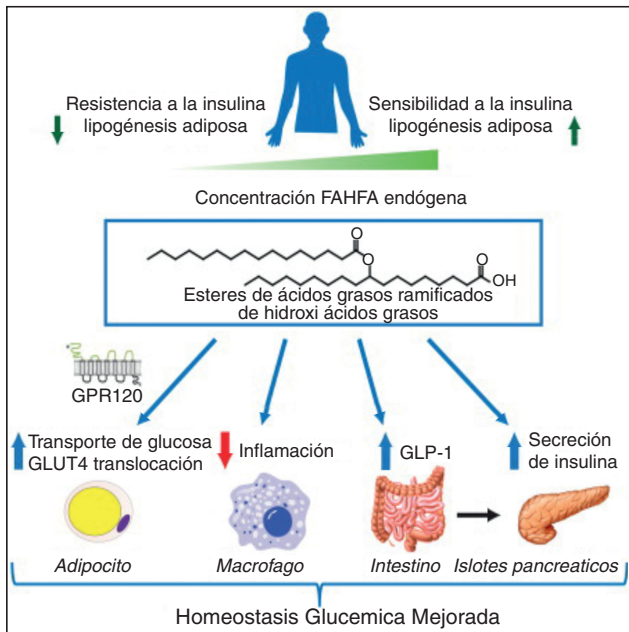 Resistencia a la insulina
lipogénesis adiposa
Sensibilidad a la insulina
lipogénesis adiposa
Concentración FAHFA endógena
O
O
OH
Esteres de ácidos grasos ramificados
de hidroxi ácidos grasos
GPR120
Transporte de glucosa
GLUT4 translocación
Inflamación
GLP-1
Secreción
de insulina
Adipocito
Macrofago
Intestino
Islotes pancreaticos
Homeostasis Glucemica Mejorada